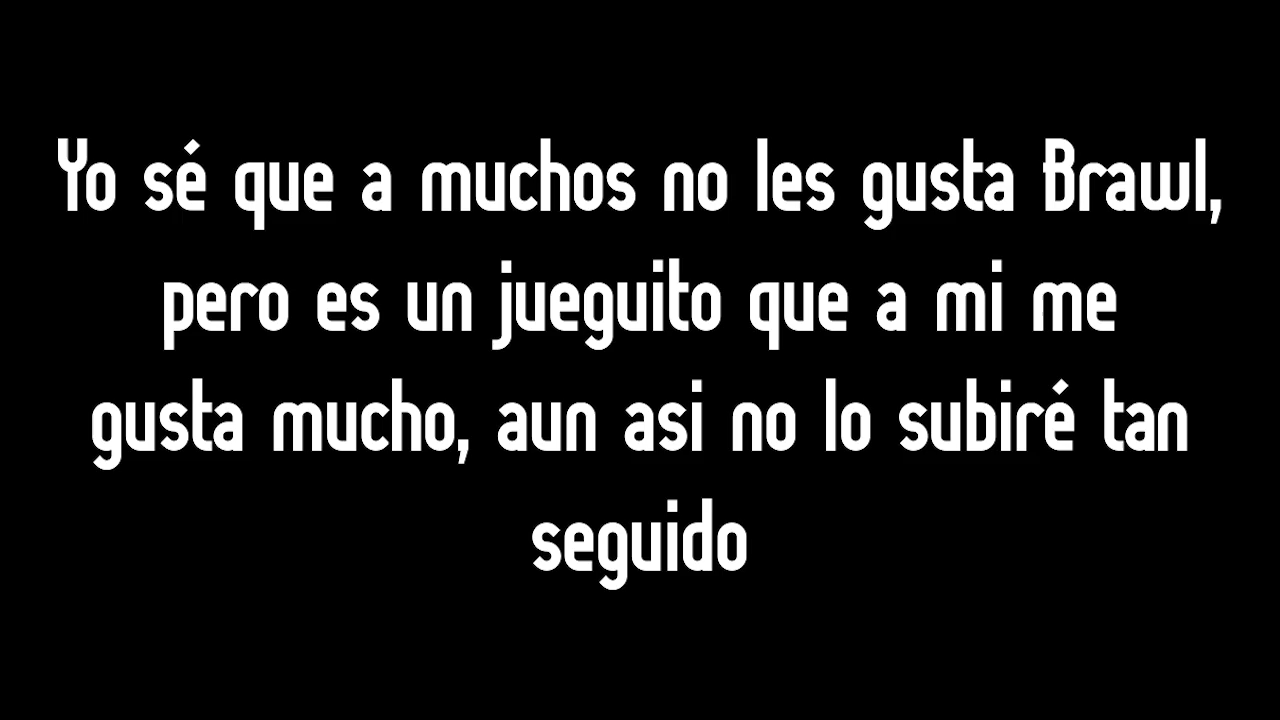 Yo sé que a muchos no les gusta Brawl,
pero es un jueguito que a mi me
gusta mucho, aun asi no lo subiré tan
seguido